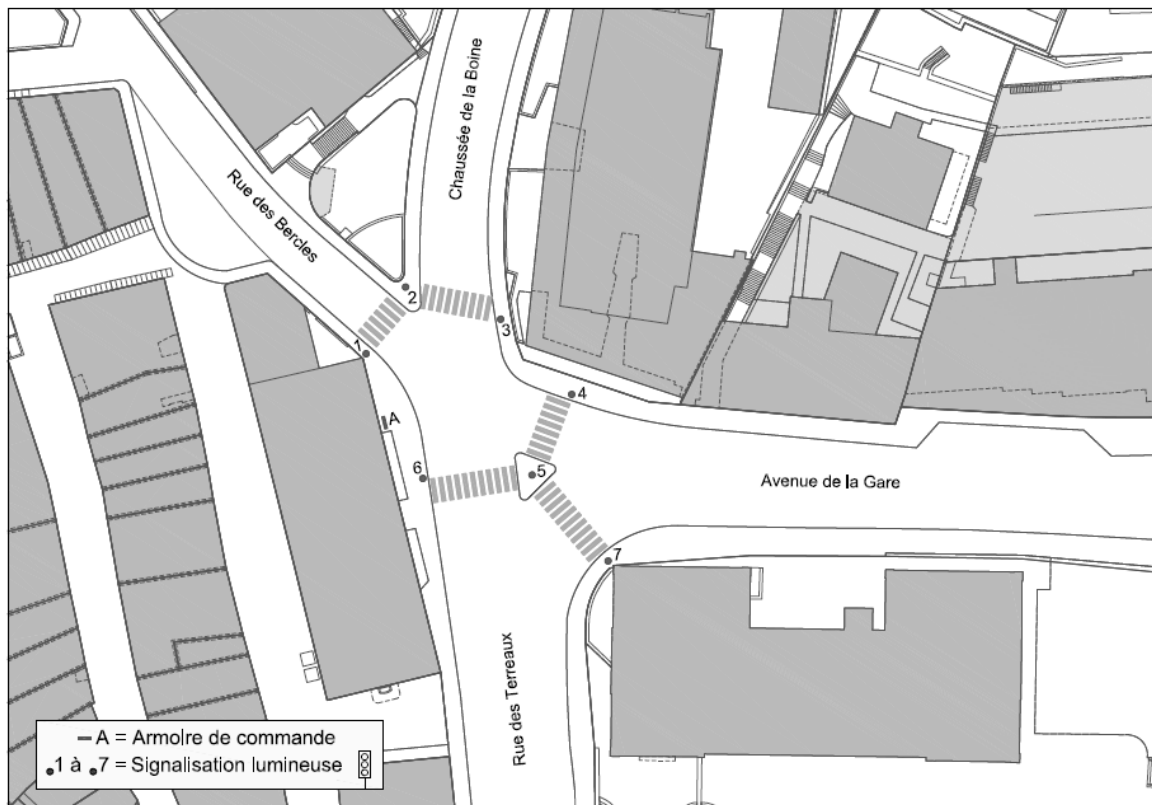 Chaussée de la Boine
Rue des Bercles
2
3
1
4
A
6
5
Avenue de la Gare
7
Rue des Terreaux
A = Armoire de commande
1 à 7 = Signalisation lumineuse